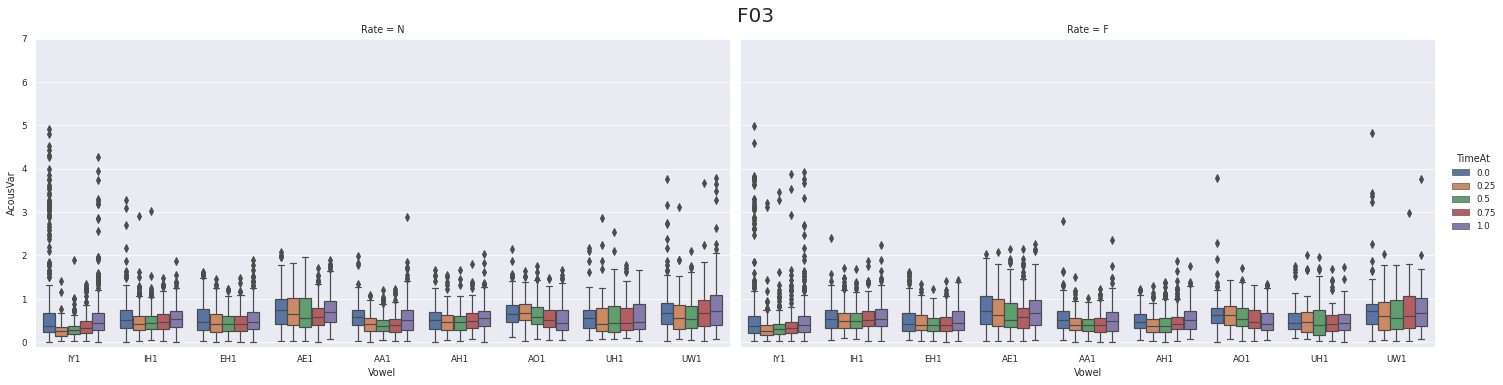 F03
Rate = N
Rate = F
7
6
5
4
3
2
1
0
AcousVar
IY1 IH1 EH1 AE1 AA1 AH1 AO1 UH1 UW1
IY1 IH1 EH1 AE1 AA1 AH1 AO1 UH1 UW1
Vowel
Vowel
TimeAt
0.0
0.25
0.5
0.75
1.0